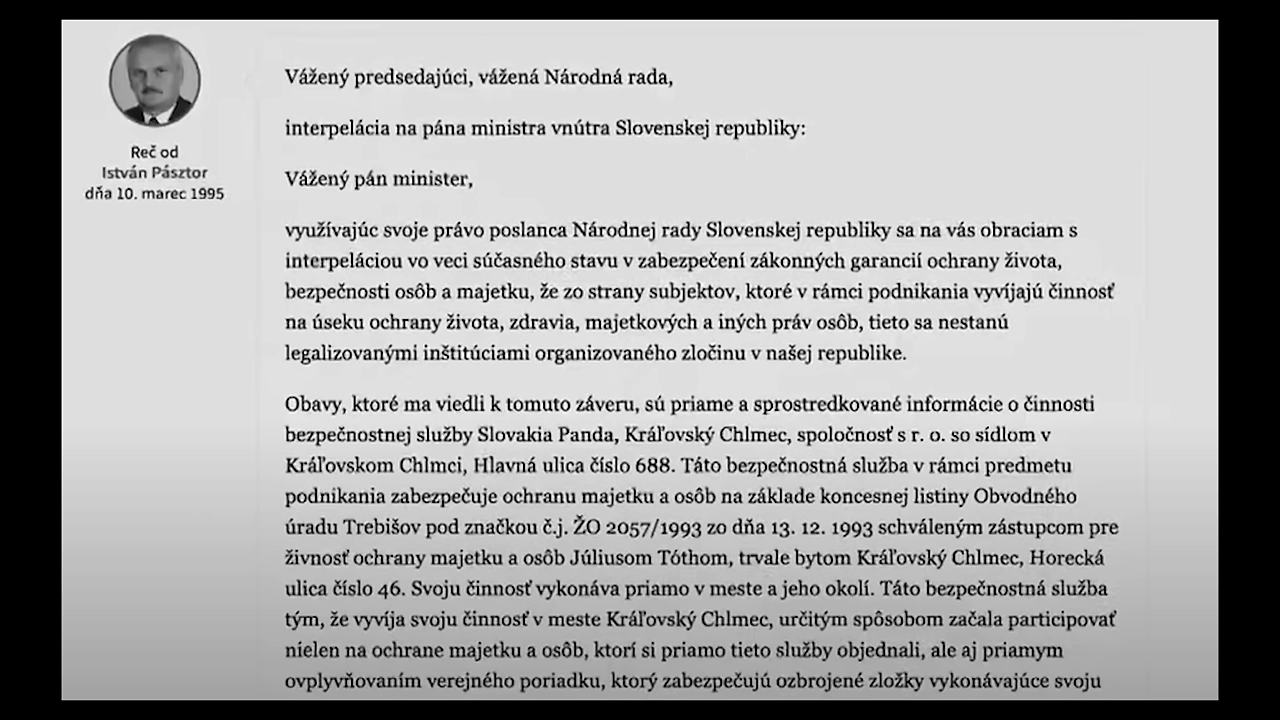 Reč od
István Pásztor
dňa 10. marec 1995
Vážený predsedajúci, vážená Národná rada,
interpelácia na pána ministra vnútra Slovenskej republiky:
Vážený pán minister,
využívajúc svoje právo poslanca Národnej rady Slovenskej republiky sa na vás obraciam s
interpeláciou vo veci súčasného stavu v zabezpečení zákonných garancií ochrany života,
bezpečnosti osôb a majetku, že zo strany subjektov, ktoré v rámci podnikania vyvíjajú činnosť
na úseku ochrany života, zdravia, majetkových a iných práv osôb, tieto sa nestanú
legalizovanými inštitúciami organizovaného zločinu v našej republike.
Obavy, ktoré ma viedli k tomuto záveru, sú priame a sprostredkované informácie o činnosti
bezpečnostnej služby Slovakia Panda, Kráľovský Chlmec, spoločnosť s r. o. so sídlom v
Kráľovskom Chlmci, Hlavná ulica číslo 688. Táto bezpečnostná služba v rámci predmetu
podnikania zabezpečuje ochranu majetku a osôb na základe koncesnej listiny Obvodného
úradu Trebišov pod značkou č.j. ŽO 2057/1993 zo dňa 13. 12. 1993 schváleným zástupcom pre
živnosť ochrany majetku a osôb Júliusom Tóthom, trvale bytom Kráľovský Chlmec, Horecká
ulica číslo 46. Svoju činnosť vykonáva priamo v meste a jeho okolí. Táto bezpečnostná služba
tým, že vyvíja svoju činnosť v meste Kráľovský Chlmec, určitým spôsobom začala participovať
nielen na ochrane majetku a osôb, ktorí si priamo tieto služby objednali, ale aj priamym
ovplyvňovaním verejného poriadku, ktorý zabezpečujú ozbrojené zložky vykonávajúce svoju